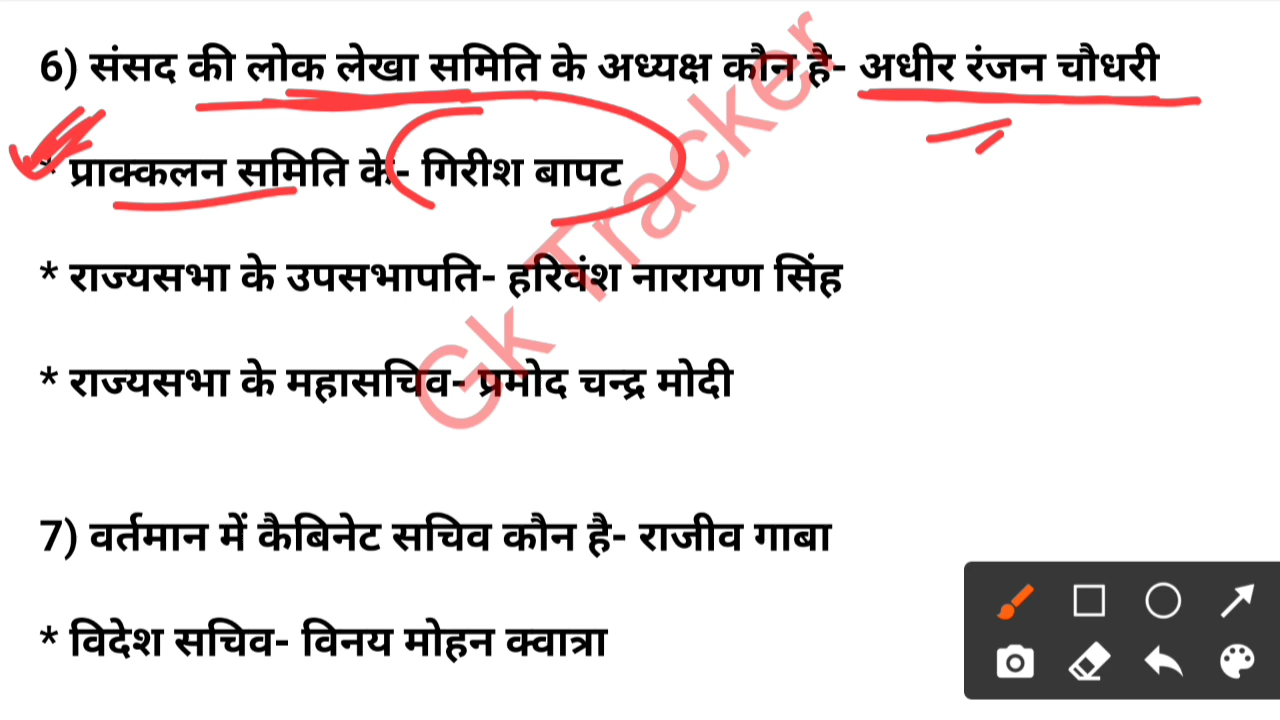 6) संसद की लोक लेखा समिति के अध्यक्ष कौन है- अधीर रंजन चौधरी
* प्राक्कलन समिति के- गिरीश बापट
* राज्यसभा के उपसभापति- हरिवंश नारायण सिंह
* राज्यसभा के महासचिव- प्रमोद चन्द्र मोदी
7) वर्तमान में कैबिनेट सचिव कौन है- राजीव गाबा
* विदेश सचिव- विनय मोहन क्वात्रा
Gk Tracker